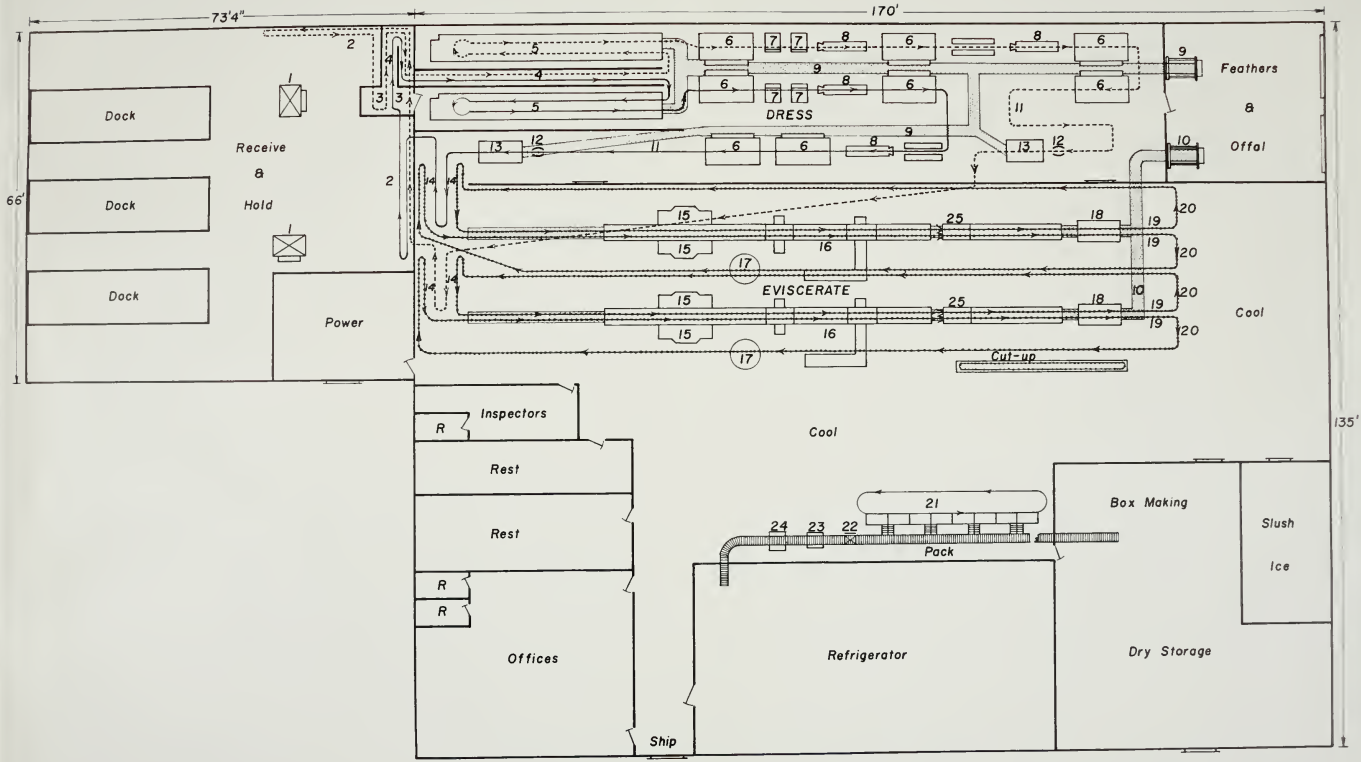 73'4"
170'
2
1
Dock
3
4
3
4
5
5
6
7
7
8
6
8
6
9
9
Feathers
&
Offal
6
7
7
8
6
9
6
DRESS
11
Receive
&
Hold
2
Dock
1
66'
13
12
11
6
6
8
13
12
10
14
14
15
15
16
25
18
19
19
20
20
17
EVISCERATE
Dock
Power
14
14
15
15
16
25
18
10
19
19
20
20
17
Cut-up
Cool
135'
Inspectors
R
Cool
Rest
Rest
R
R
Offices
Ship
21
24
23
22
Pack
Box Making
Slush
Ice
Refrigerator
Dry Storage